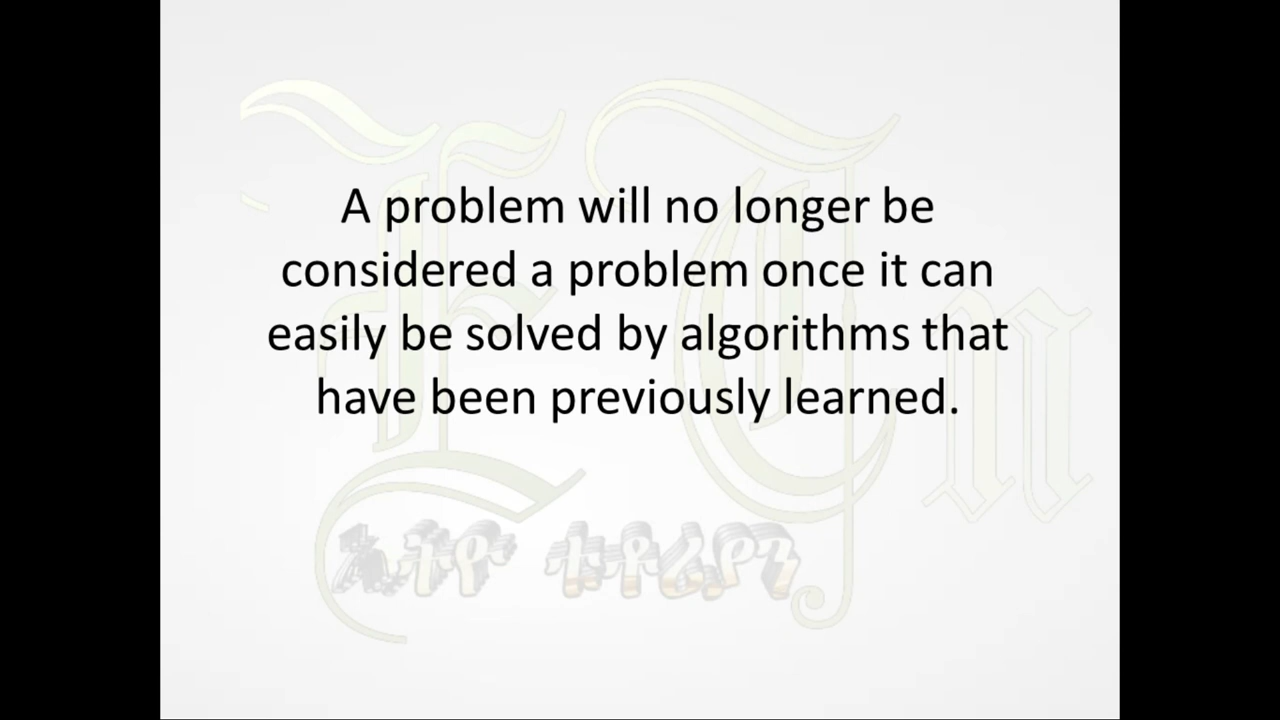 A problem will no longer be
considered a problem once it can
easily be solved by algorithms that
have been previously learned.